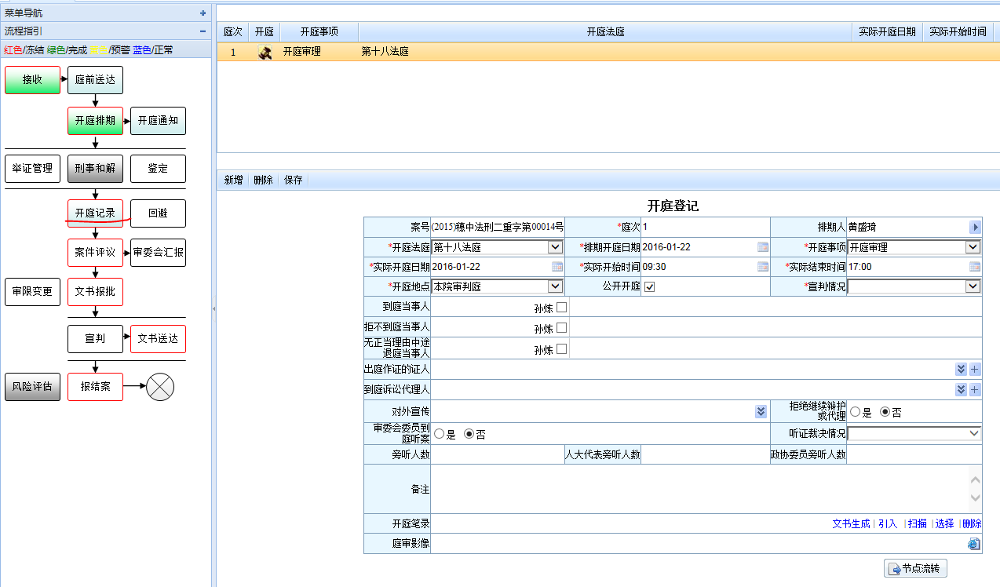 菜单导航
流程指引
红色/冻结 绿色/完成 黄色/预警 蓝色/正常
接收
庭前送达
开庭排期
开庭通知
举证管理
刑事和解
鉴定
开庭记录
回避
案件评议
审委会汇报
审限变更
文书报批
宣判
文书送达
风险评估
报结案
庭次 开庭 开庭事项 开庭法庭 实际开庭日期 实际开始时间
1 开庭审理 第十八法庭
新增 删除 保存
开庭登记
案号 (2015)穗中法刑二重字第00014号 *庭次 1 排期人 黄盛琦
*开庭法庭 第十八法庭 *排期开庭日期 2016-01-22 *开庭事项 开庭审理
*实际开庭日期 2016-01-22 *实际开始时间 09:30 *实际结束时间 17:00
*开庭地点 本院审判庭 公开开庭 *宣判情况
到庭当事人 孙炼
拒不到庭当事人 孙炼
无正当理由中途
退庭当事人 孙炼
出庭作证的证人
到庭诉讼代理人
对外宣传 拒绝继续辩护
或代理 是 否
审委会委员到
庭听案 是 否 听证裁决情况
旁听人数 人大代表旁听人数 政协委员旁听人数
备注
开庭笔录 文书生成 | 引入 | 扫描 | 选择 | 删除
庭审影像
节点流转